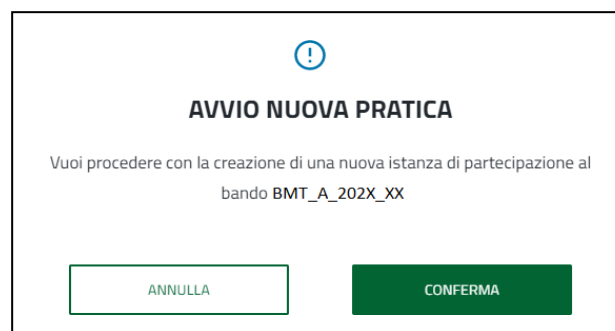 AVVIO NUOVA PRATICA
Vuoi procedere con la creazione di una nuova istanza di partecipazione al
bando BMT_A_202X_XX
ANNULLA
CONFERMA